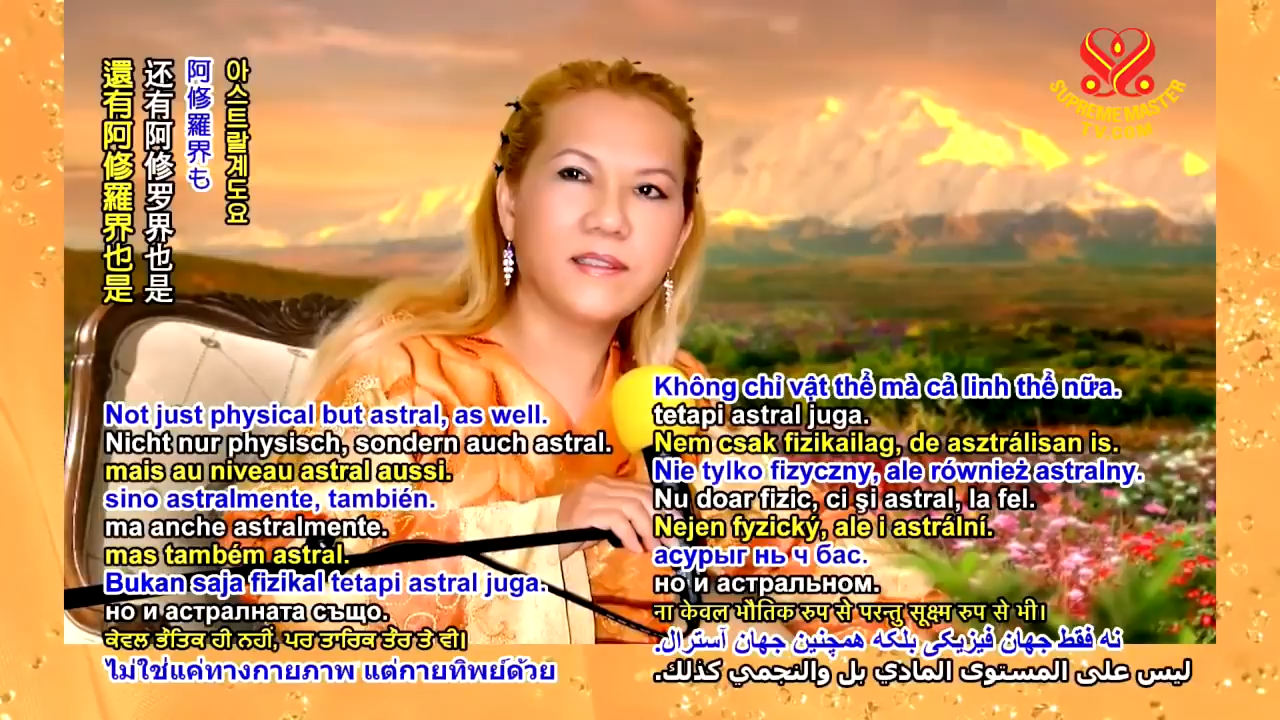 還有阿修羅界也是
还有阿修罗界也是
阿修羅界も
아스트랄계도요
SUPREME MASTER
TV.COM
Not just physical but astral, as well.
Nicht nur physisch, sondern auch astral.
mais au niveau astral aussi.
sino astralmente, también.
ma anche astralmente.
mas também astral.
Bukan saja fizikal tetapi astral juga.
но и астралната също.
ਕੇਵਲ ਭੌਤਿਕ ਹੀ ਨਹੀਂ, ਪਰ ਤਾਰਿਕ ਤੌਰ ਤੇ ਵੀ।
ไม่ใช่แค่ทางกายภาพ แต่กายทิพย์ด้วย
Không chỉ vật thể mà cả linh thể nữa.
tetapi astral juga.
Nem csak fizikailag, de asztrálisan is.
Nie tylko fizyczny, ale również astralny.
Nu doar fizic, ci şi astral, la fel.
Nejen fyzický, ale i astrální.
асурыг нь ч бас.
но и астральном.
ना केवल भौतिक रुप से परन्तु सूक्ष्म रुप से भी।
نه فقط جهان فیزیکی بلکه همچنین جهان آسترال.
ليس على المستوى المادي بل والنجمي كذلك.